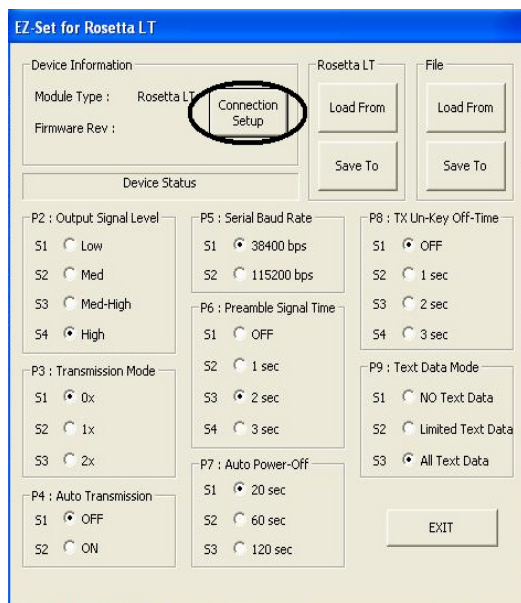 EZ-Set for Rosetta LT
Device Information
Module Type : Rosetta LT
Firmware Rev :
Connection Setup
Device Status
Rosetta LT
Load From
Save To
File
Load From
Save To
P2 : Output Signal Level
S1 Low
S2 Med
S3 Med-High
S4 High
P3 : Transmission Mode
S1 0x
S2 1x
S3 2x
P4 : Auto Transmission
S1 OFF
S2 ON
P5 : Serial Baud Rate
S1 38400 bps
S2 115200 bps
P6 : Preamble Signal Time
S1 OFF
S2 1 sec
S3 2 sec
S4 3 sec
P7 : Auto Power-Off
S1 20 sec
S2 60 sec
S3 120 sec
P8 : TX Un-Key Off-Time
S1 OFF
S2 1 sec
S3 2 sec
S4 3 sec
P9 : Text Data Mode
S1 NO Text Data
S2 Limited Text Data
S3 All Text Data
EXIT